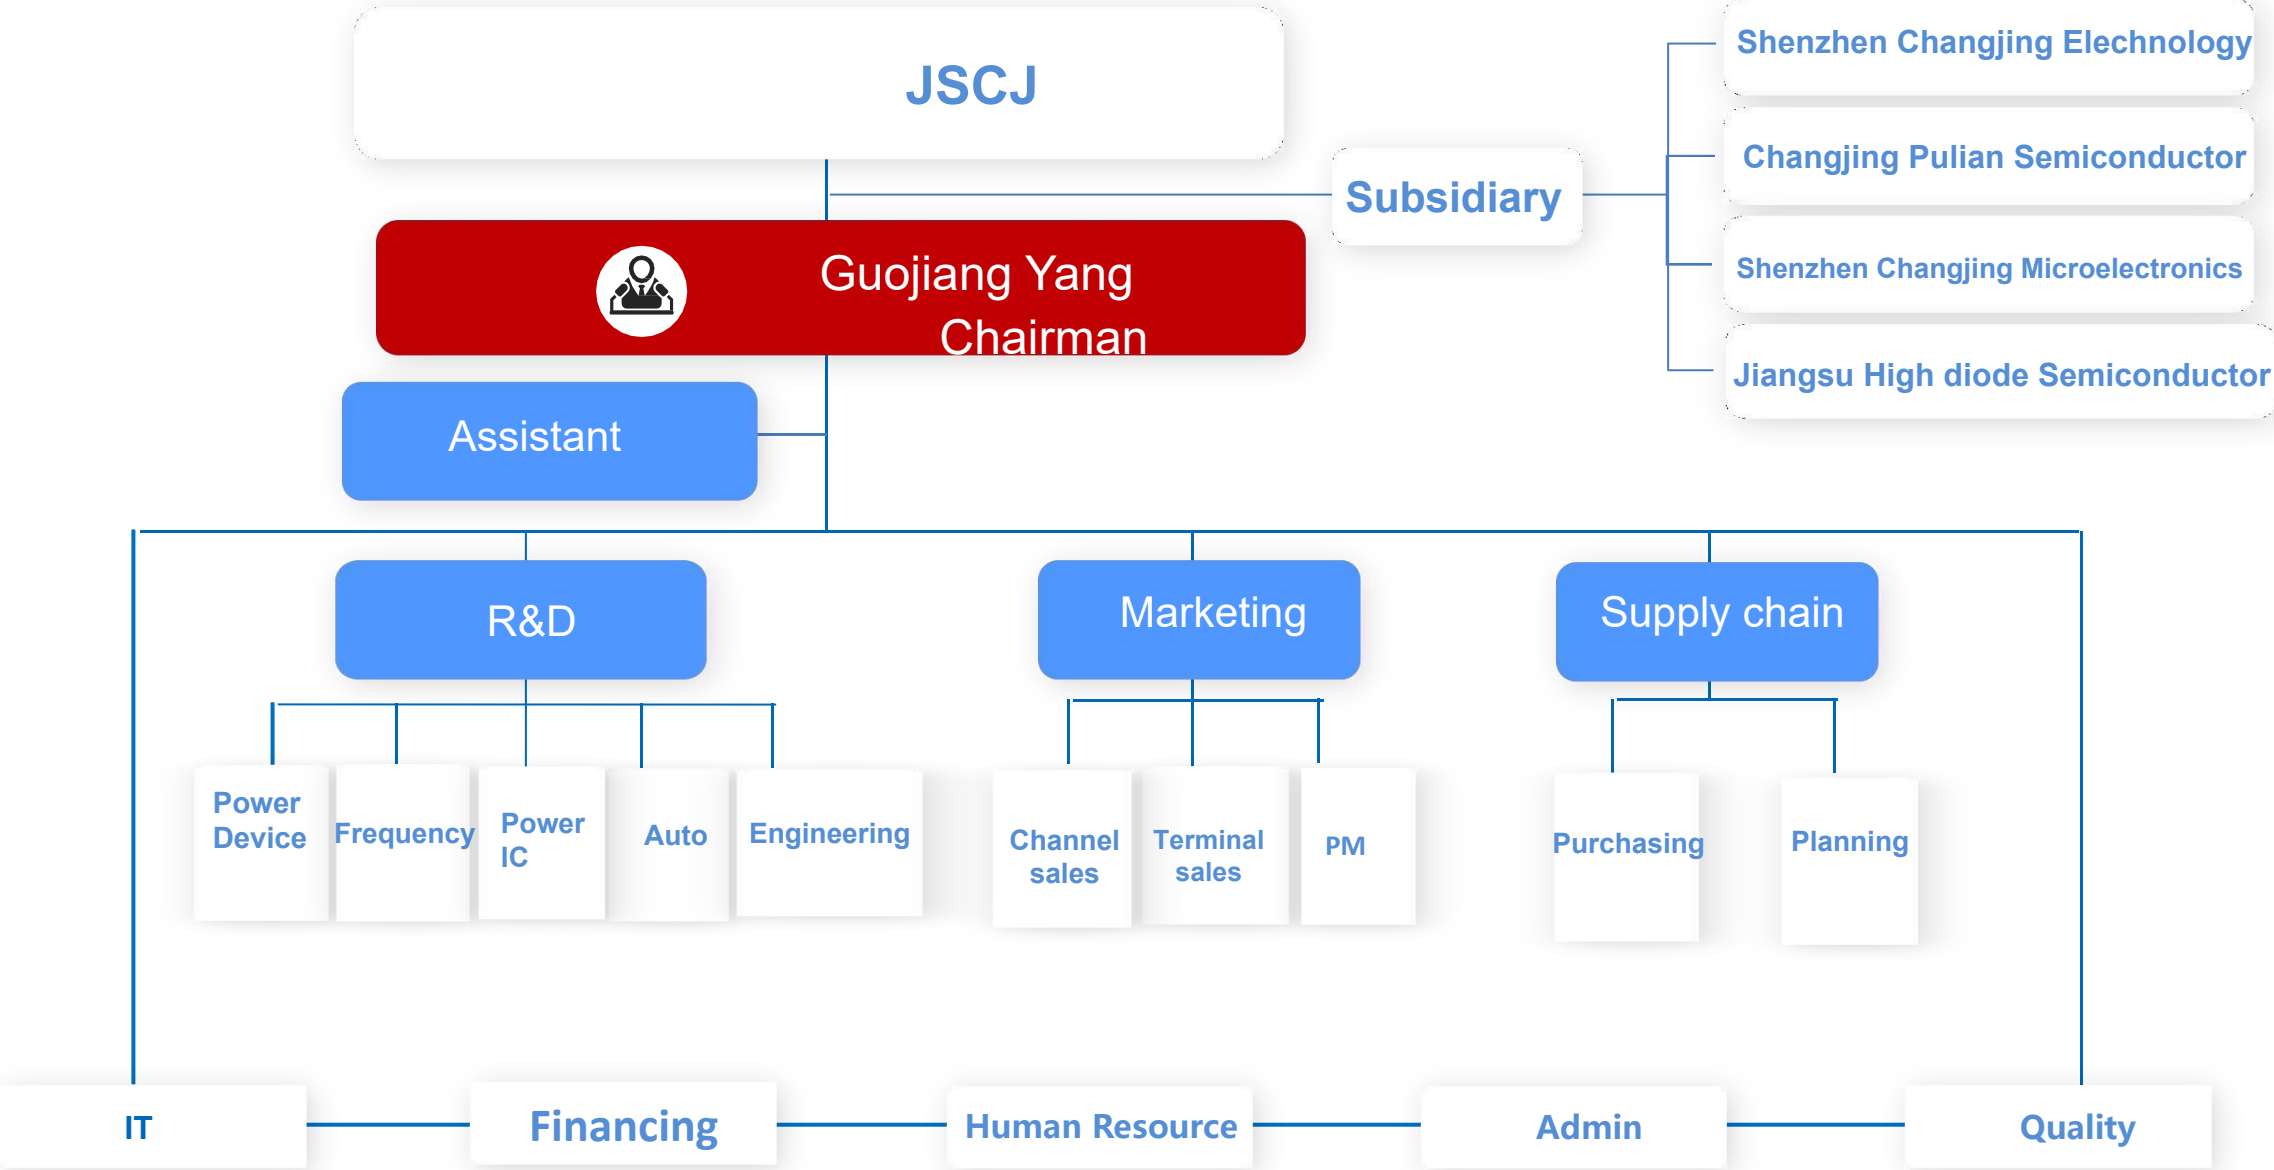 JSCJ
Shenzhen Changjing Elechnology
Changjing Pulian Semiconductor
Subsidiary
Shenzhen Changjing Microelectronics
Jiangsu High diode Semiconductor
Guojiang Yang
Chairman
Assistant
R&D
Marketing
Supply chain
Power
Device
Frequency
Power
IC
Auto
Engineering
Channel
sales
Terminal
sales
PM
Purchasing
Planning
IT
Financing
Human Resource
Admin
Quality